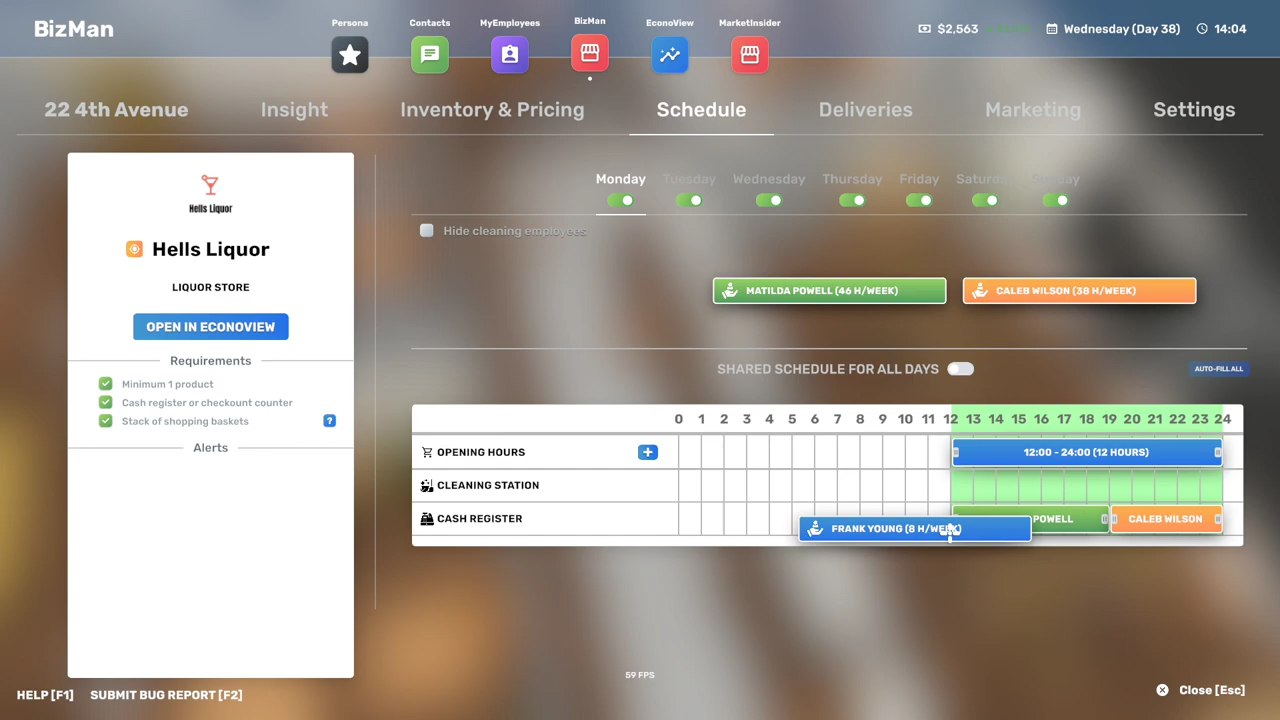 BizMan
Persona
Contacts
MyEmployees
BizMan
EconoView
MarketInsider
$2,563
Wednesday (Day 38)
14:04
22 4th Avenue
Insight
Inventory & Pricing
Schedule
Deliveries
Marketing
Settings
Hells Liquor
Hells Liquor
LIQUOR STORE
OPEN IN ECONOVIEW
Requirements
Minimum 1 product
Cash register or checkount counter
Stack of shopping baskets ?
Alerts
Monday Tuesday Wednesday Thursday Friday Saturday Sunday
Hide cleaning employees
MATILDA POWELL (46 H/WEEK)
CALEB WILSON (38 H/WEEK)
SHARED SCHEDULE FOR ALL DAYS
AUTO-FILL ALL
0 1 2 3 4 5 6 7 8 9 10 11 12 13 14 15 16 17 18 19 20 21 22 23 24
OPENING HOURS + 12:00 - 24:00 (12 HOURS)
CLEANING STATION
CASH REGISTER POWELL CALEB WILSON
FRANK YOUNG (8 H/WEEK)
59 FPS
HELP [F1]
SUBMIT BUG REPORT [F2]
Close [Esc]